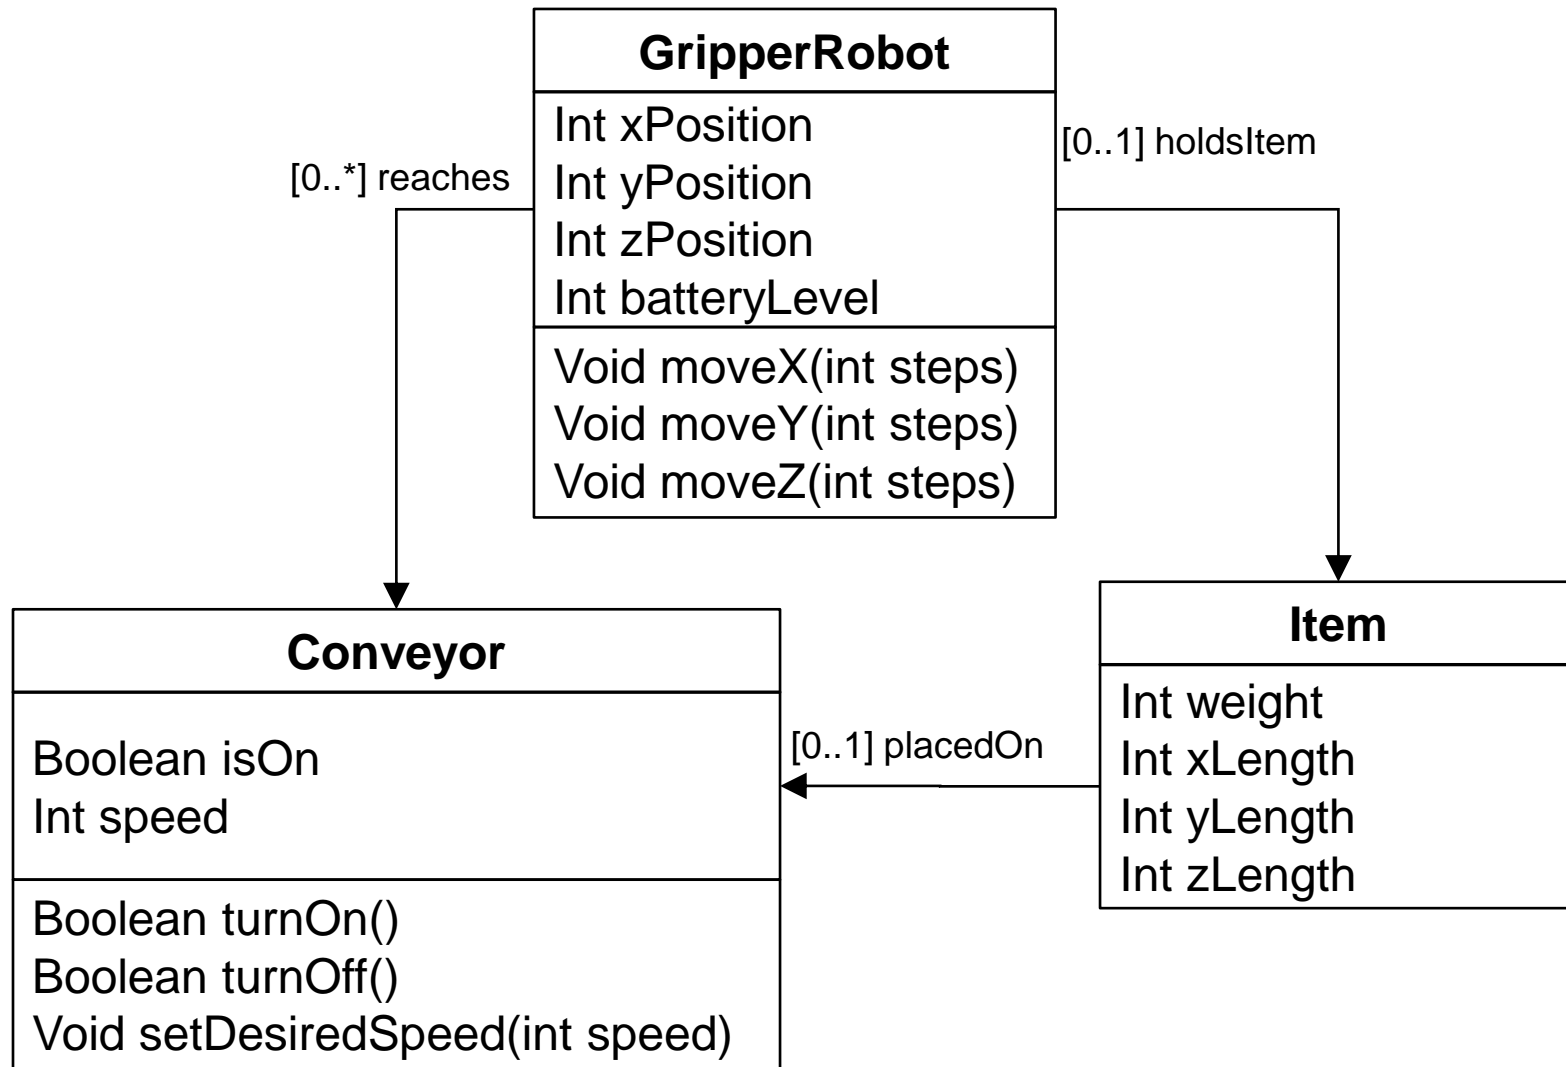 GripperRobot
Int xPosition
Int yPosition
Int zPosition
Int batteryLevel
Void moveX(int steps)
Void moveY(int steps)
Void moveZ(int steps)
[0..*] reaches
[0..1] holdsItem
Conveyor
Boolean isOn
Int speed
Boolean turnOn()
Boolean turnOff()
Void setDesiredSpeed(int speed)
[0..1] placedOn
Item
Int weight
Int xLength
Int yLength
Int zLength